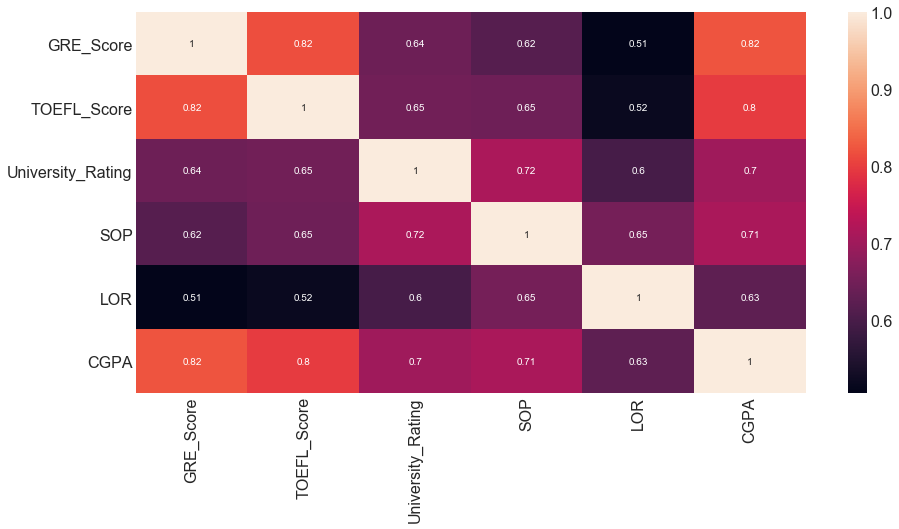 GRE_Score 1 0.82 0.64 0.62 0.51 0.82
TOEFL_Score 0.82 1 0.65 0.65 0.52 0.8
University_Rating 0.64 0.65 1 0.72 0.6 0.7
SOP 0.62 0.65 0.72 1 0.65 0.71
LOR 0.51 0.52 0.6 0.65 1 0.63
CGPA 0.82 0.8 0.7 0.71 0.63 1
GRE_Score
TOEFL_Score
University_Rating
SOP
LOR
CGPA
1.0
0.9
0.8
0.7
0.6